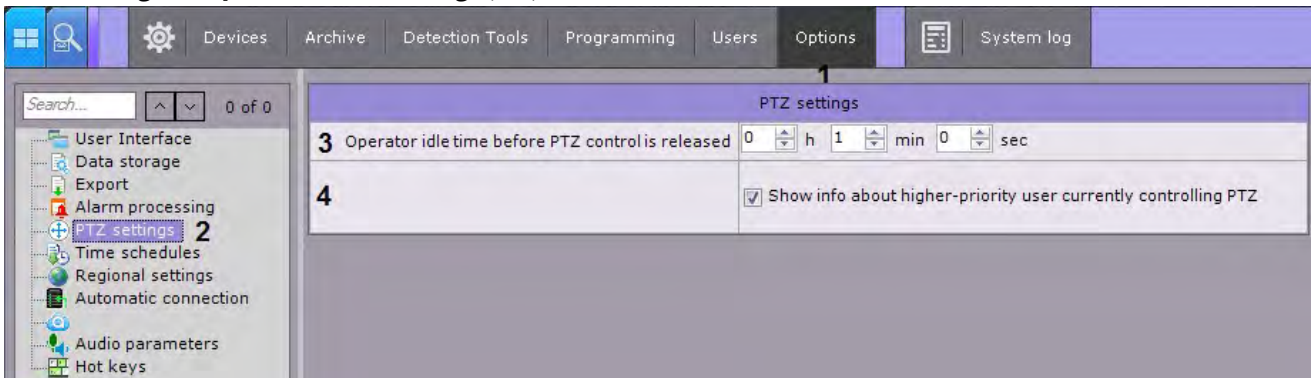 Devices Archive Detection Tools Programming Users Options System log
1
Search... 0 of 0
PTZ settings
User Interface
Data storage
Export
Alarm processing
PTZ settings 2
Time schedules
Regional settings
Automatic connection
Audio parameters
Hot keys
3 Operator idle time before PTZ control is released 0 h 1 min 0 sec
4 Show info about higher-priority user currently controlling PTZ